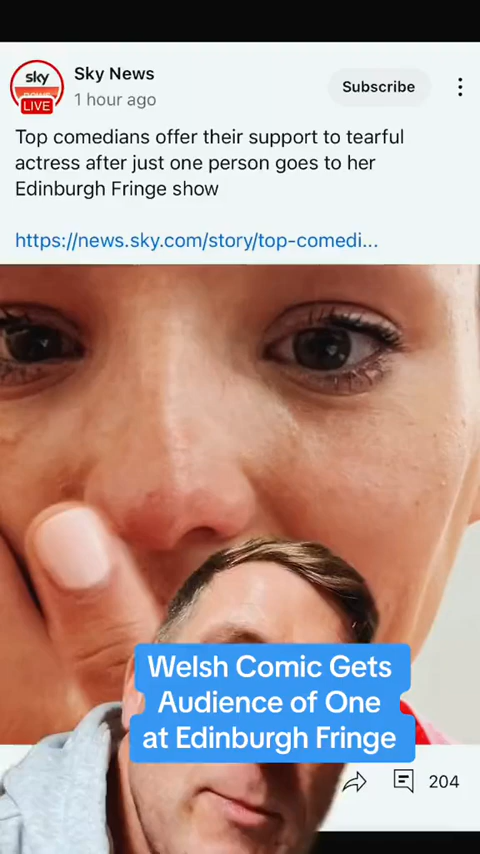 sky
LIVE
Sky News
1 hour ago
Subscribe
Top comedians offer their support to tearful
actress after just one person goes to her
Edinburgh Fringe show
https://news.sky.com/story/top-comedi...
Welsh Comic Gets
Audience of One
at Edinburgh Fringe
204